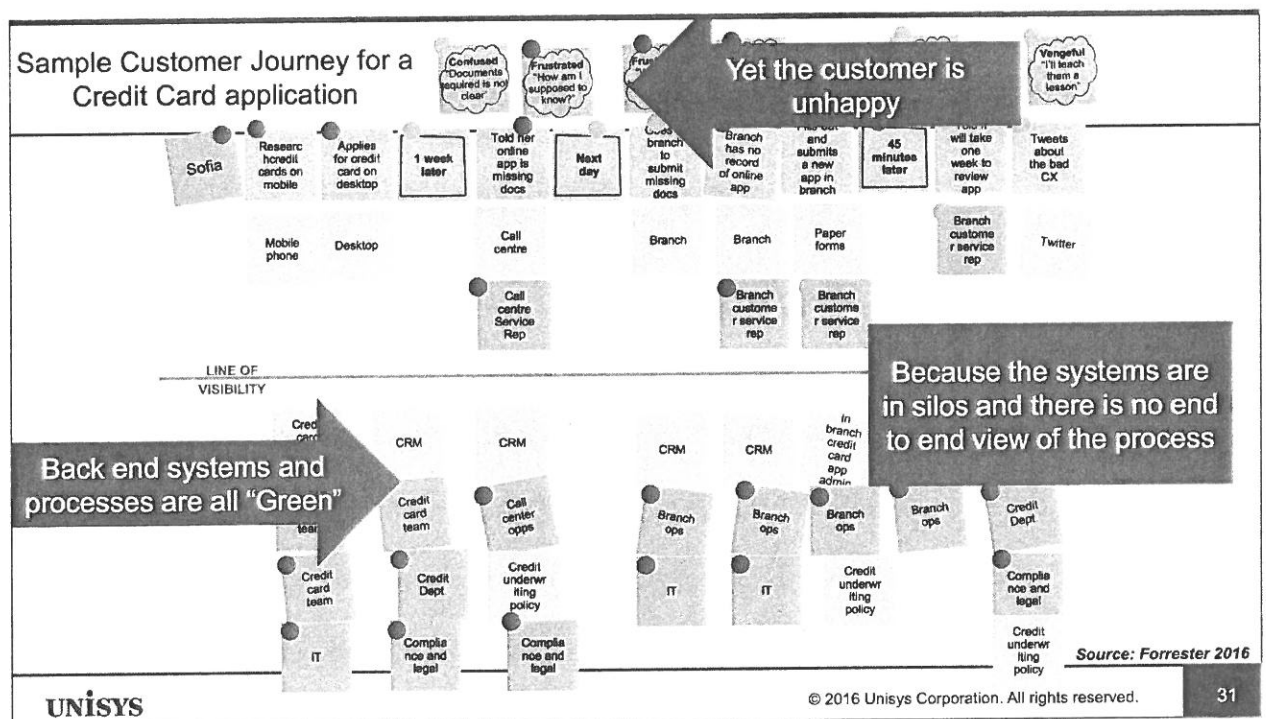 Sample Customer Journey for a
Credit Card application
Confused
"Documents
required is not
clear"
Frustrated
"How am I
supposed to
know?"
Yet the customer is
unhappy
Vengeful
"I'll teach
them a
lesson"
Sofia
Researc
hcredit
cards on
mobile
Applies
for credit
card on
desktop
1 week
later
Told her
online
app is
missing
docs
Next
day
Goes
branch
to
submit
missing
docs
Branch
has no
record
of online
app
and
submits
a new
app in
branch
45
minutes
later
will take
one
week to
review
app
Tweets
about
the bad
CX
Mobile
phone
Desktop
Call
centre
Branch
Branch
Paper
forms
Branch
custome
r service
rep
Twitter
Call
centre
Service
Rep
Branch
custome
r service
rep
Branch
custome
r service
rep
LINE OF
VISIBILITY
Because the systems are
in silos and there is no end
to end view of the process
Back end systems and
processes are all "Green"
CRM
CRM
CRM
CRM
In
branch
credit
card
app
admin
Credit
card
team
Call
center
opps
Branch
ops
Branch
ops
Branch
ops
Branch
ops
Credit
Dept
Credit
card
team
Credit
Dept
Credit
underwr
iting
policy
IT
IT
Credit
underwr
iting
policy
Complia
nce and
legal
IT
Complia
nce and
legal
Complia
nce and
legal
Credit
underwr
iting
policy
Source: Forrester 2016
UNISYS
© 2016 Unisys Corporation. All rights reserved.
31